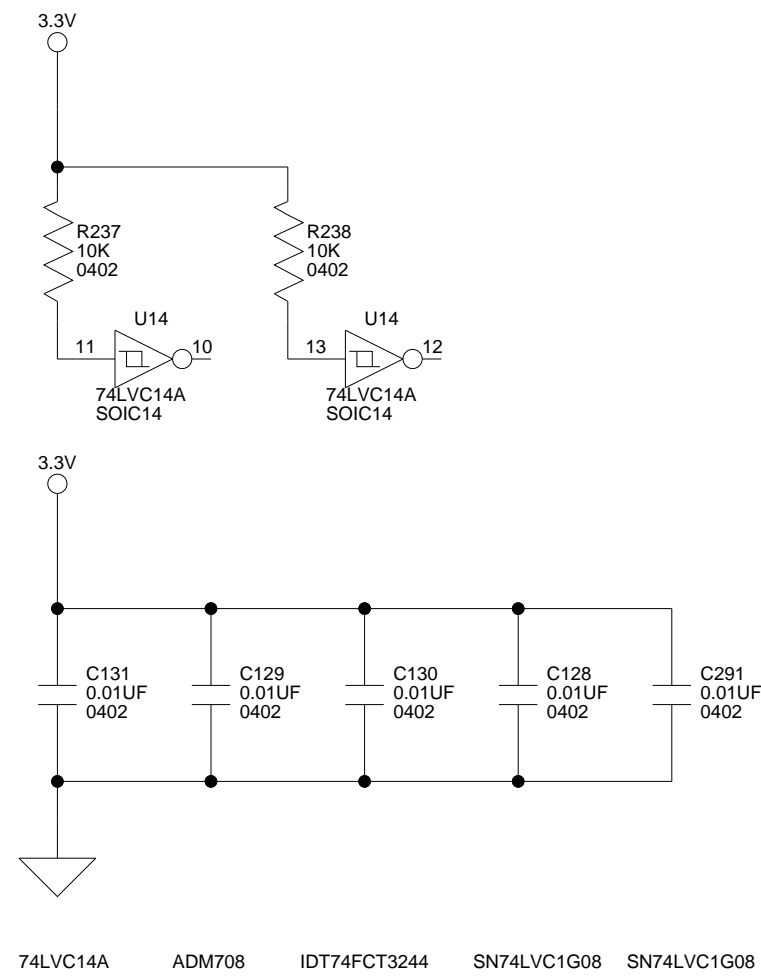 3.3V
R237
10K
0402
R238
10K
0402
U14
11
10
74LVC14A
SOIC14
U14
13
12
74LVC14A
SOIC14
3.3V
C131
0.01UF
0402
C129
0.01UF
0402
C130
0.01UF
0402
C128
0.01UF
0402
C291
0.01UF
0402
74LVC14A
ADM708
IDT74FCT3244
SN74LVC1G08
SN74LVC1G08